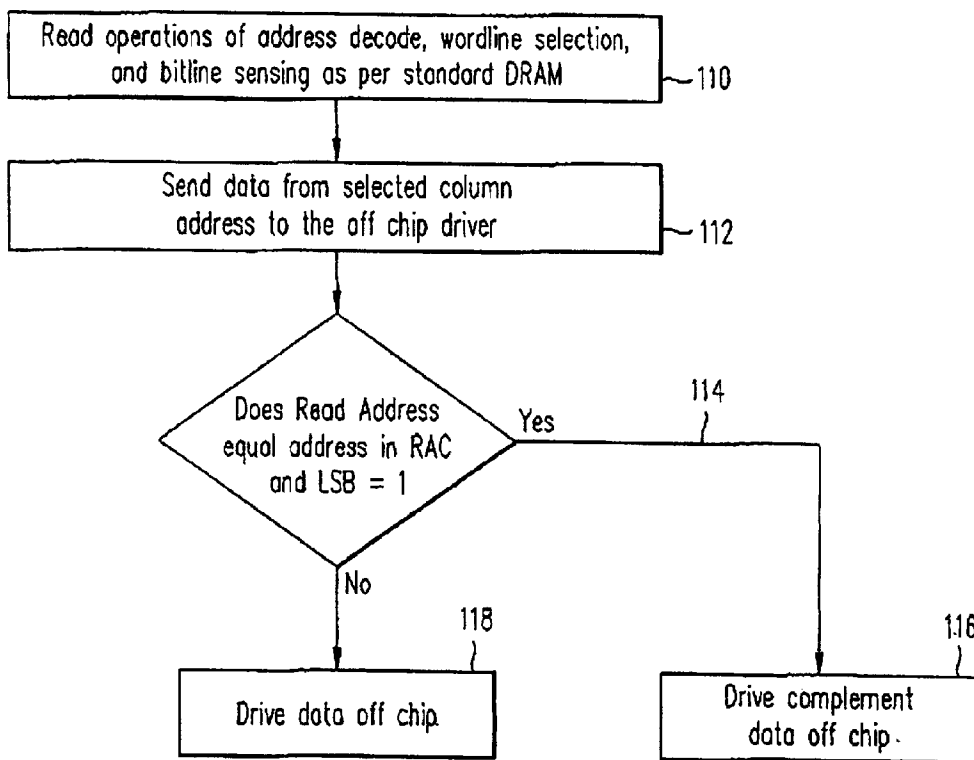 Read operations of address decode, wordline selection,
and bitline sensing as per standard DRAM
110
Send data from selected column
address to the off chip driver
112
Does Read Address
equal address in RAC
and LSB = 1
Yes
114
No
118
Drive data off chip
116
Drive complement
data off chip